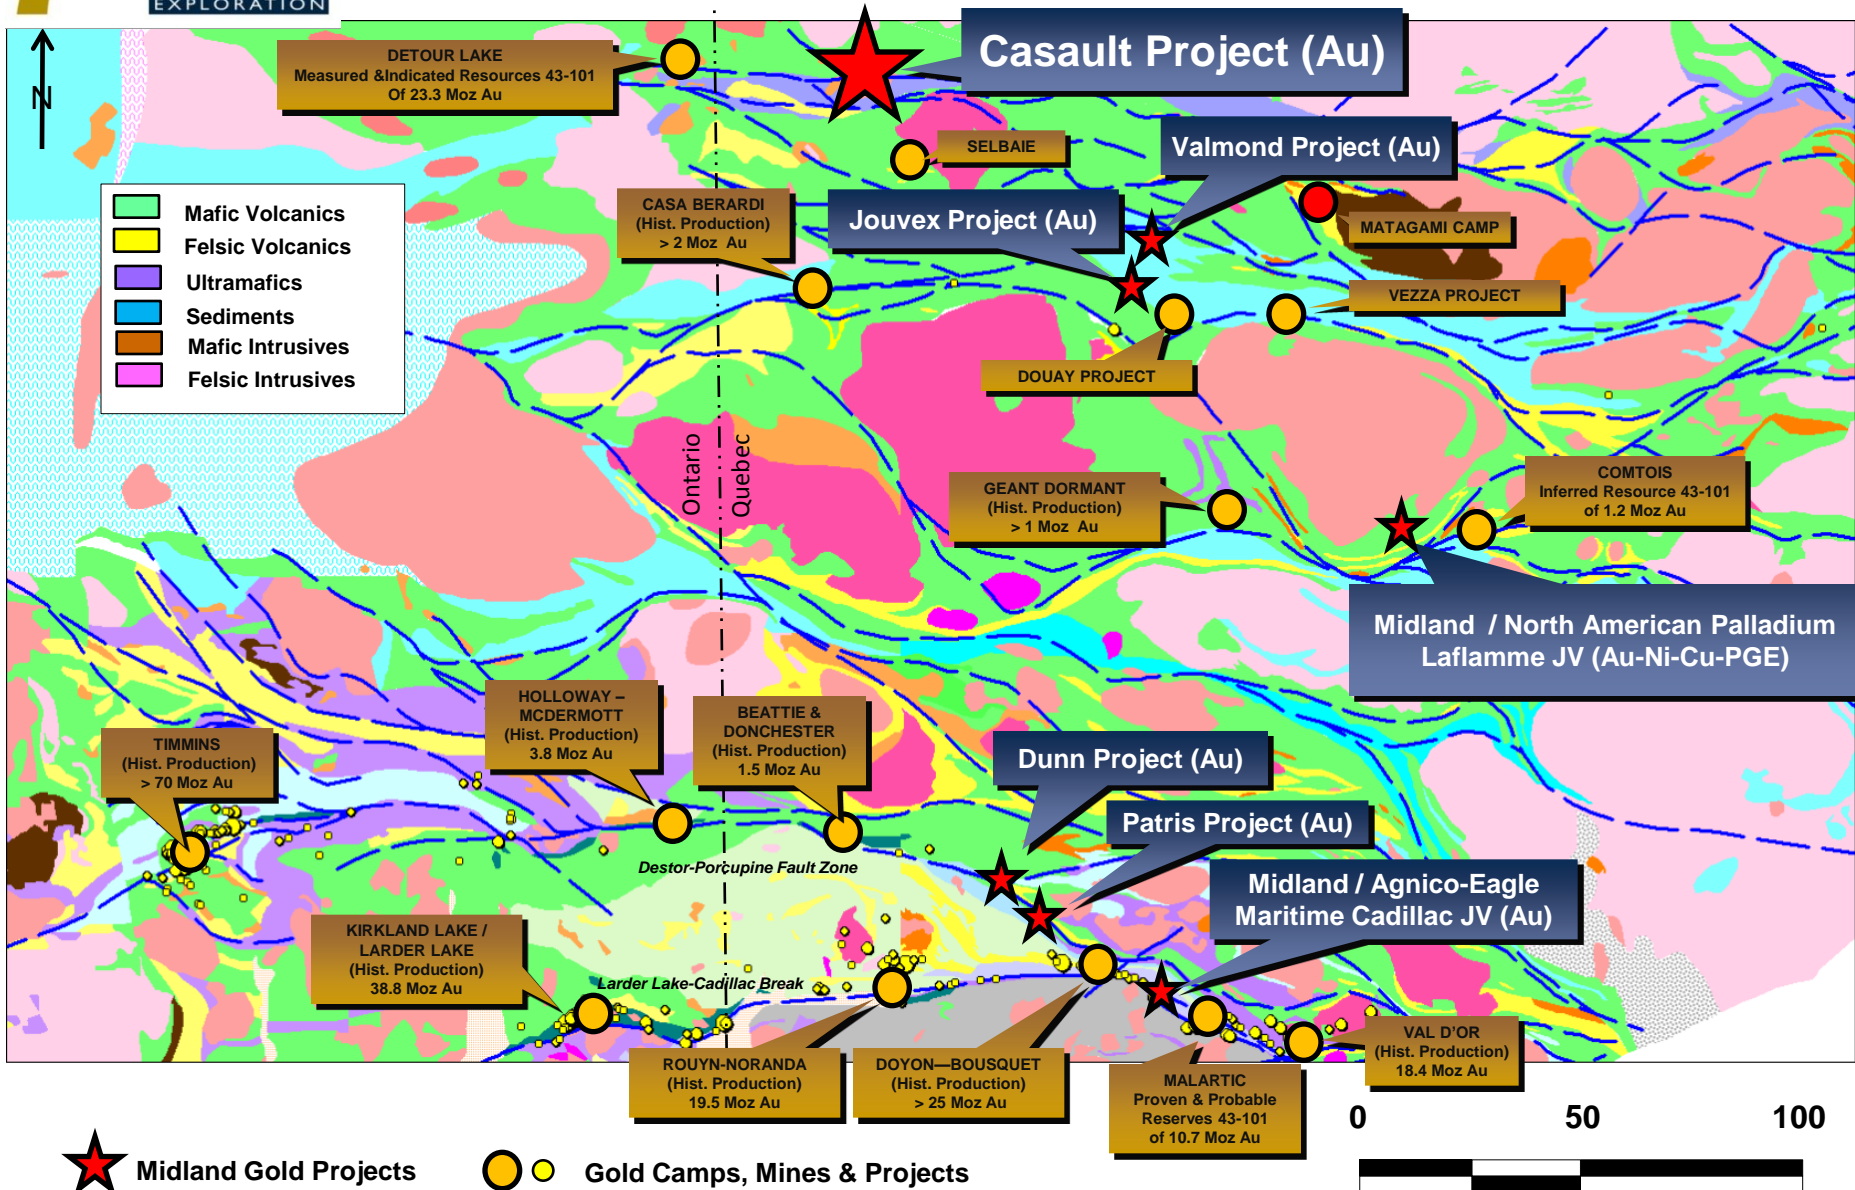 EXPLORATION
N
DETOUR LAKE
Measured &Indicated Resources 43-101
Of 23.3 Moz Au
Casault Project (Au)
SELBAIE
Valmond Project (Au)
CASA BERARDI
(Hist. Production)
> 2 Moz Au
Jouvex Project (Au)
MATAGAMI CAMP
Mafic Volcanics
Felsic Volcanics
Ultramafics
Sediments
Mafic Intrusives
Felsic Intrusives
VEZZA PROJECT
DOUAY PROJECT
Ontario
Quebec
GEANT DORMANT
(Hist. Production)
> 1 Moz Au
COMTOIS
Inferred Resource 43-101
of 1.2 Moz Au
Midland / North American Palladium
Laflamme JV (Au-Ni-Cu-PGE)
HOLLOWAY –
MCDERMOTT
(Hist. Production)
3.8 Moz Au
BEATTIE &
DONCHESTER
(Hist. Production)
1.5 Moz Au
TIMMINS
(Hist. Production)
> 70 Moz Au
Dunn Project (Au)
Patris Project (Au)
Destor-Porcupine Fault Zone
Midland / Agnico-Eagle
Maritime Cadillac JV (Au)
KIRKLAND LAKE /
LARDER LAKE
(Hist. Production)
38.8 Moz Au
Larder Lake-Cadillac Break
ROUYN-NORANDA
(Hist. Production)
19.5 Moz Au
DOYON—BOUSQUET
(Hist. Production)
> 25 Moz Au
MALARTIC
Proven & Probable
Reserves 43-101
of 10.7 Moz Au
VAL D'OR
(Hist. Production)
18.4 Moz Au
0 50 100
Midland Gold Projects
Gold Camps, Mines & Projects